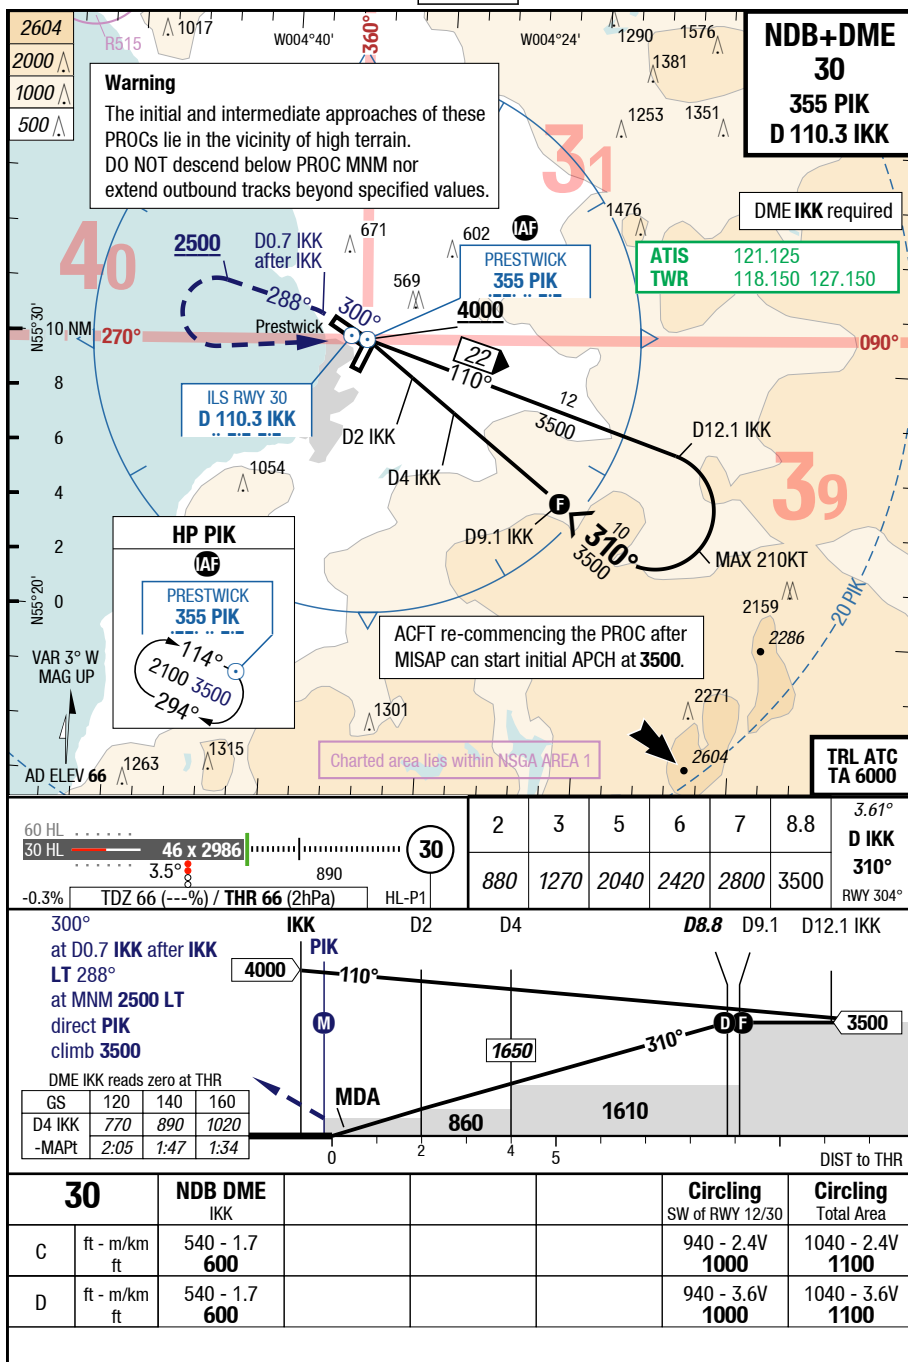 2604
2000
1000
500
R515
1017
W004°40'
360°
W004°24'
1290
1576
1381
1253
1351
NDB+DME
30
355 PIK
D 110.3 IKK
Warning
The initial and intermediate approaches of these
PROCs lie in the vicinity of high terrain.
DO NOT descend below PROC MNM nor
extend outbound tracks beyond specified values.
31
40
39
1476
DME IKK required
ATIS 121.125
TWR 118.150 127.150
671
602
569
IAF
PRESTWICK
355 PIK
4000
2500
D0.7 IKK
after IKK
288°
300°
Prestwick
N55°30'
10 NM
270°
090°
8
6
4
2
0
N55°20'
22
110°
12
3500
ILS RWY 30
D 110.3 IKK
D2 IKK
D4 IKK
D12.1 IKK
1054
F
D9.1 IKK
10
310°
3500
MAX 210KT
HP PIK
IAF
PRESTWICK
355 PIK
114°
2100 3500
294°
ACFT re-commencing the PROC after
MISAP can start initial APCH at 3500.
2159
2286
20 PIK
2271
2604
VAR 3° W
MAG UP
AD ELEV 66
1263
1315
1301
Charted area lies within NSGA AREA 1
TRL ATC
TA 6000
60 HL
30 HL
46 x 2986
30
3.5°
890
-0.3%
TDZ 66 (---%) / THR 66 (2hPa)
HL-P1
2 3 5 6 7 8.8
880 1270 2040 2420 2800 3500
3.61°
D IKK
310°
RWY 304°
300°
at D0.7 IKK after IKK
LT 288°
at MNM 2500 LT
direct PIK
climb 3500
IKK
PIK
D2
D4
D8.8
D9.1
D12.1 IKK
4000
110°
M
D
F
3500
310°
1650
MDA
860
1610
DME IKK reads zero at THR
GS 120 140 160
D4 IKK 770 890 1020
-MAPt 2:05 1:47 1:34
0 2 4 5
DIST to THR
30
NDB DME
IKK
Circling
SW of RWY 12/30
Circling
Total Area
C
ft - m/km
ft
540 - 1.7
600
940 - 2.4V
1000
1040 - 2.4V
1100
D
ft - m/km
ft
540 - 1.7
600
940 - 3.6V
1000
1040 - 3.6V
1100